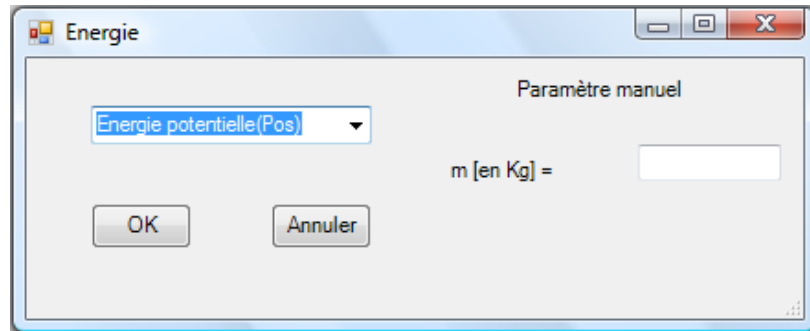 Energie
Paramètre manuel
Energie potentielle(Pos)
m [en Kg] =
OK
Annuler